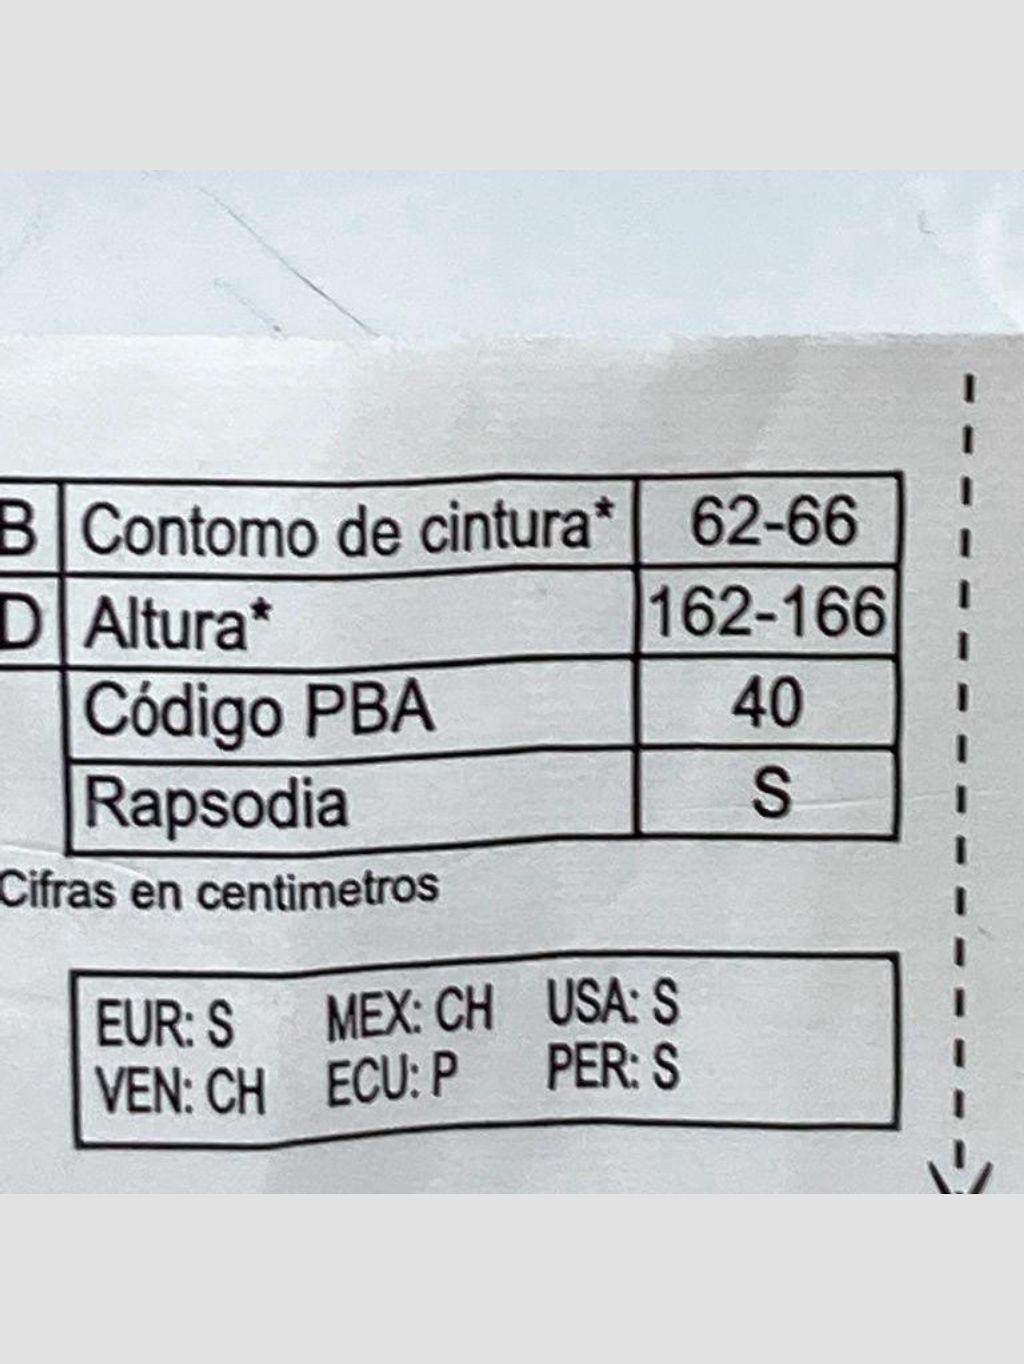 B Contomo de cintura* 62-66
D Altura* 162-166
Código PBA 40
Rapsodia S
Cifras en centimetros
EUR: S MEX: CH USA: S
VEN: CH ECU: P PER: S